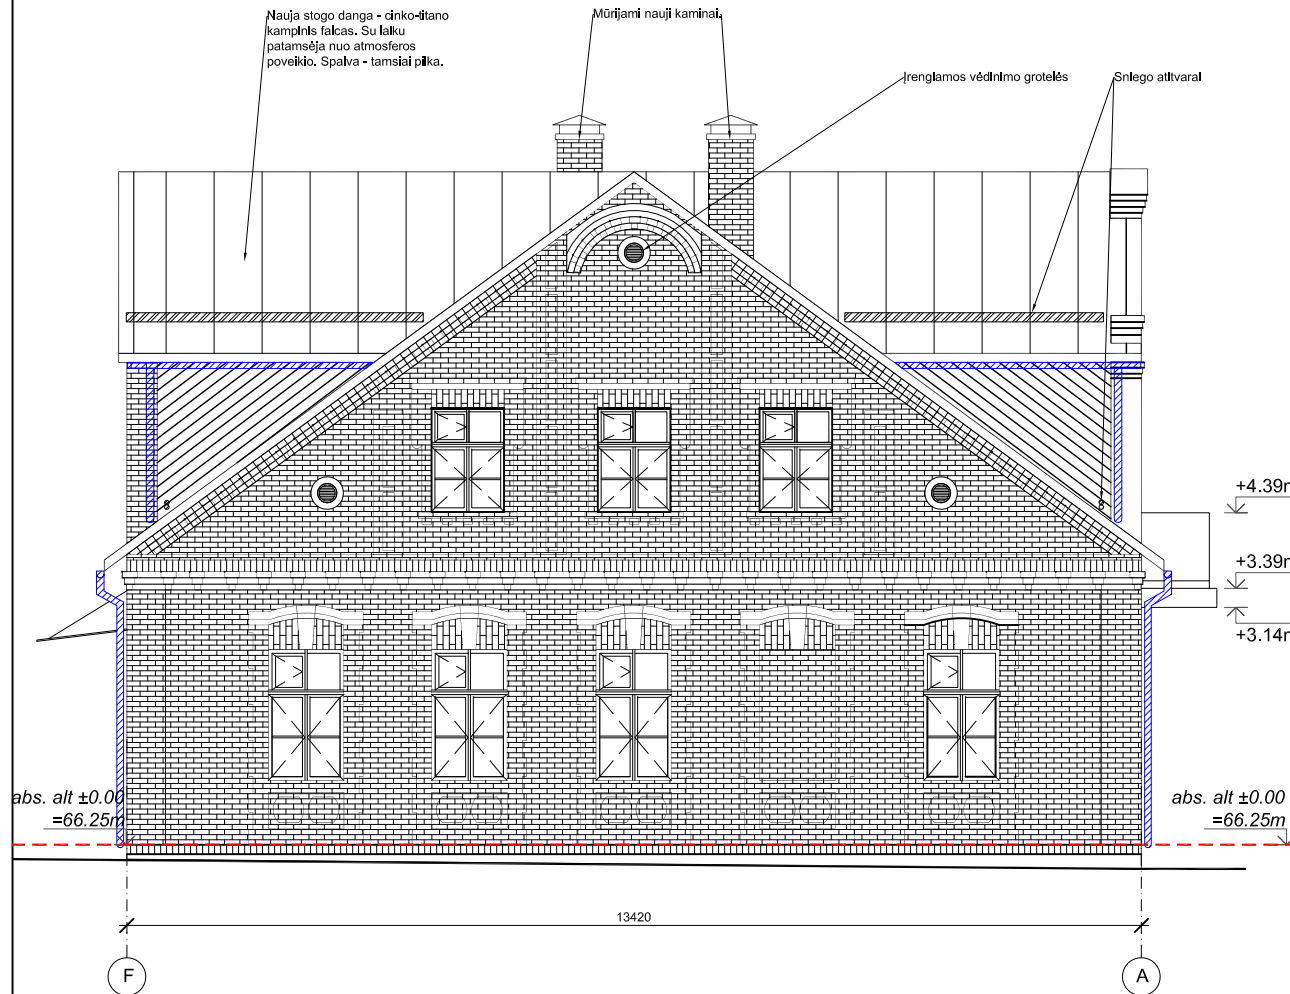 Nauja stogo danga - cinko-titano
kampinis falcas. Su laiku
patamsėja nuo atmosferos
poveikio. Spalva - tamsiai pilka.
Mūrijami nauji kaminai.
Įrengiamos vėdinimo grotelės
Sniego atitvarai
+4.39
+3.39
+3.14
abs. alt ±0.00
=66.25m
abs. alt ±0.00
=66.25m
13420
F
A